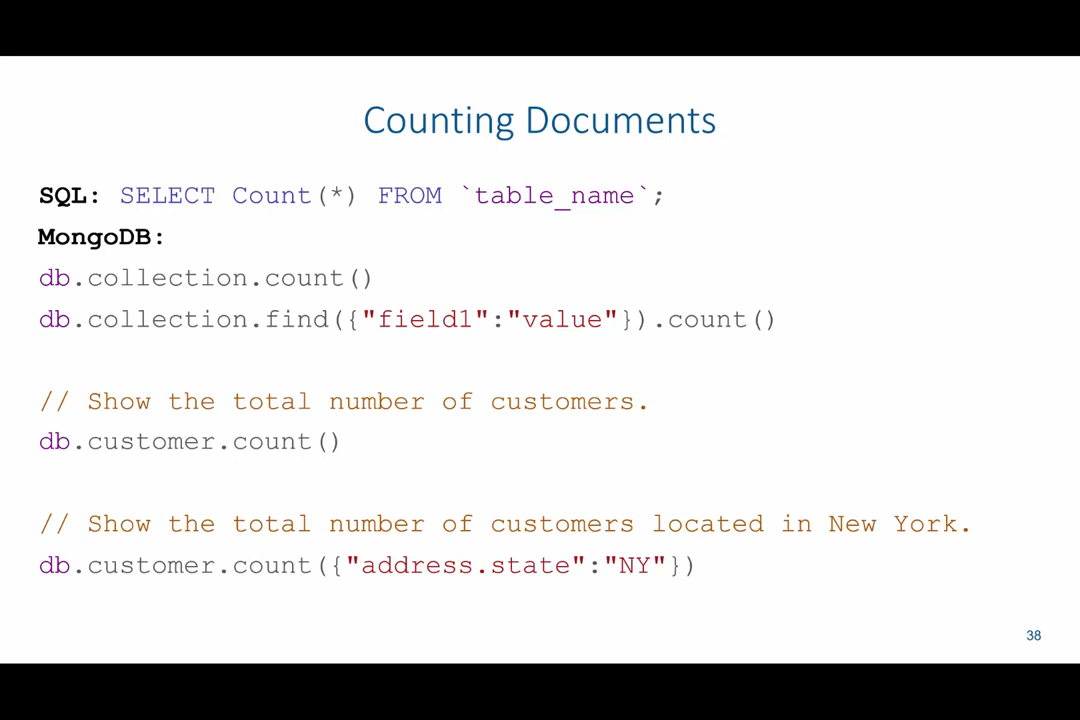 Counting Documents
SQL: SELECT Count(*) FROM `table_name`;
MongoDB:
db.collection.count()
db.collection.find({"field1":"value"}).count()
// Show the total number of customers.
db.customer.count()
// Show the total number of customers located in New York.
db.customer.count({"address.state":"NY"})
38